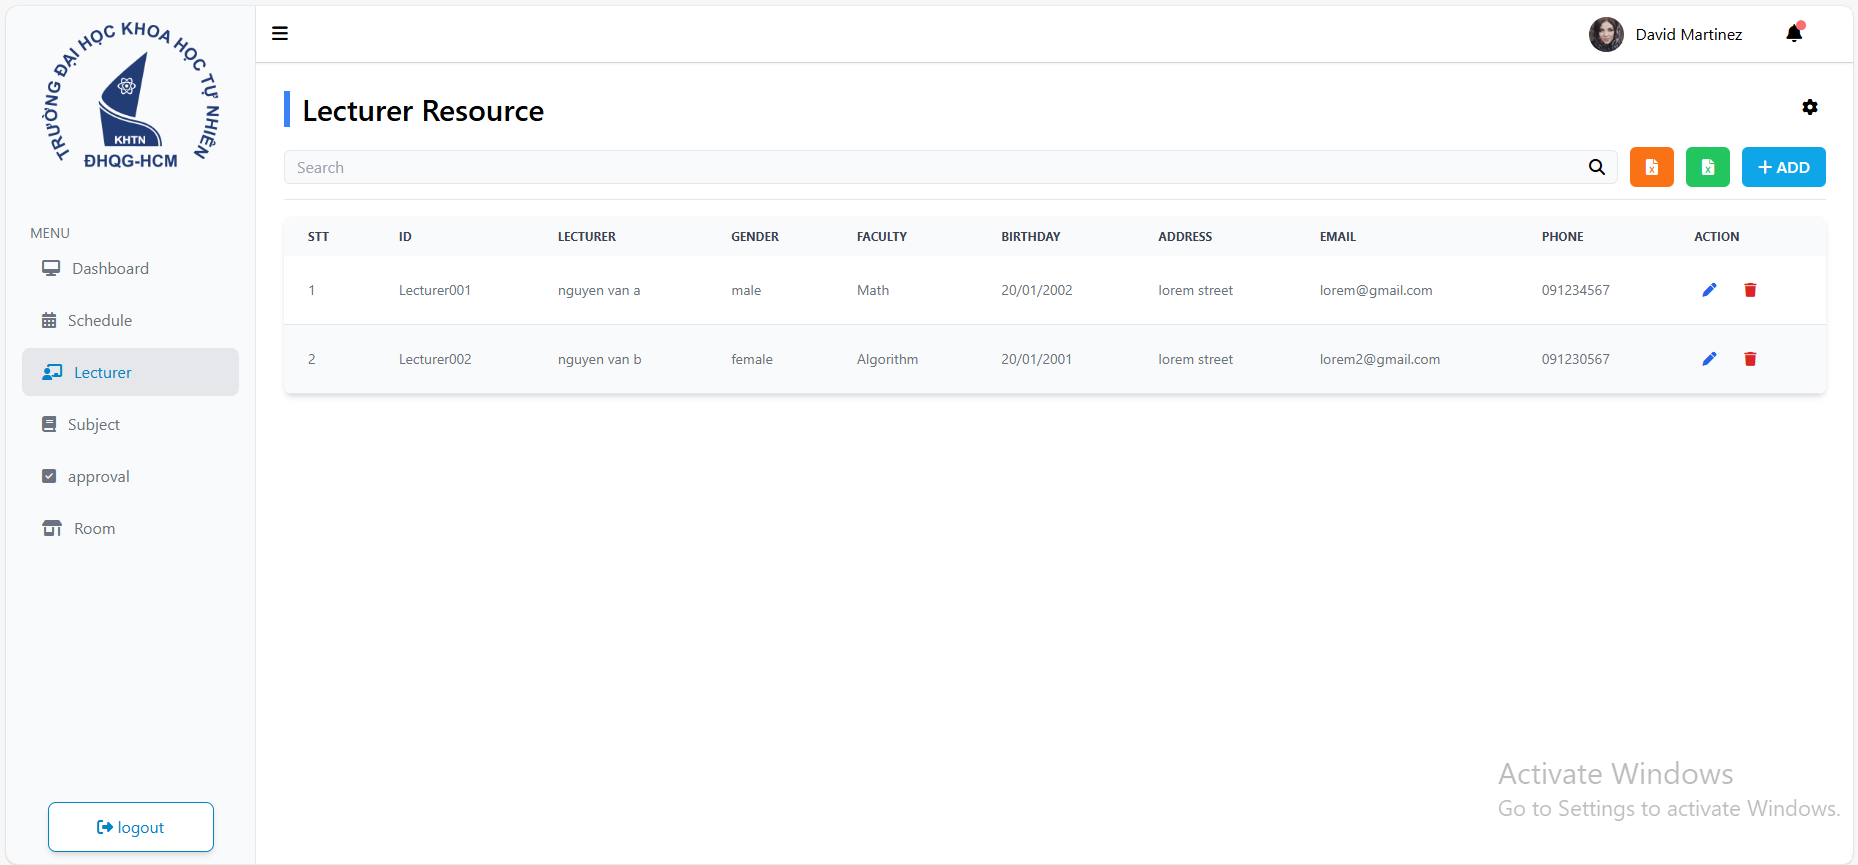 TRƯỜNG ĐẠI HỌC KHOA HỌC TỰ NHIÊN
KHTN
ĐHQG-HCM
David Martinez
Lecturer Resource
Search
ADD
MENU
Dashboard
Schedule
Lecturer
Subject
approval
Room
logout
STT ID LECTURER GENDER FACULTY BIRTHDAY ADDRESS EMAIL PHONE ACTION
1 Lecturer001 nguyen van a male Math 20/01/2002 lorem street lorem@gmail.com 091234567
2 Lecturer002 nguyen van b female Algorithm 20/01/2001 lorem street lorem2@gmail.com 091230567
Activate Windows
Go to Settings to activate Windows.